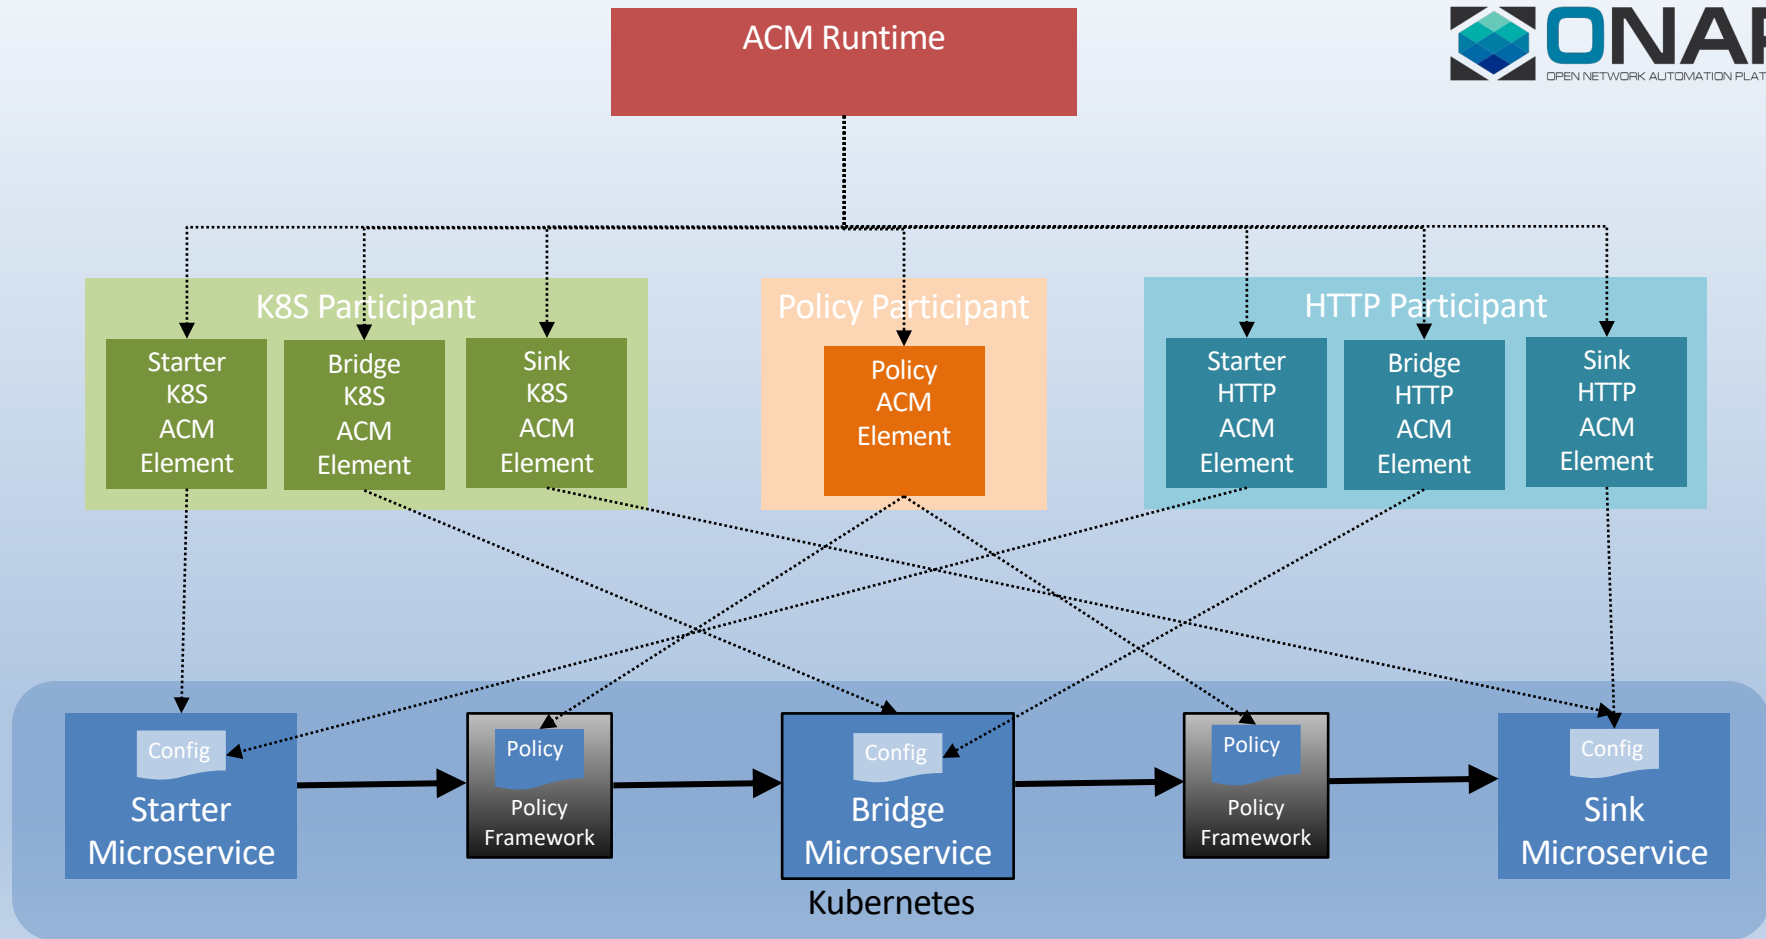 ACM Runtime
ONAP
OPEN NETWORK AUTOMATION PLAT
K8S Participant
Starter
K8S
ACM
Element
Bridge
K8S
ACM
Element
Sink
K8S
ACM
Element
Policy Participant
Policy
ACM
Element
HTTP Participant
Starter
HTTP
ACM
Element
Bridge
HTTP
ACM
Element
Sink
HTTP
ACM
Element
Config
Starter
Microservice
Policy
Policy
Framework
Config
Bridge
Microservice
Policy
Policy
Framework
Config
Sink
Microservice
Kubernetes